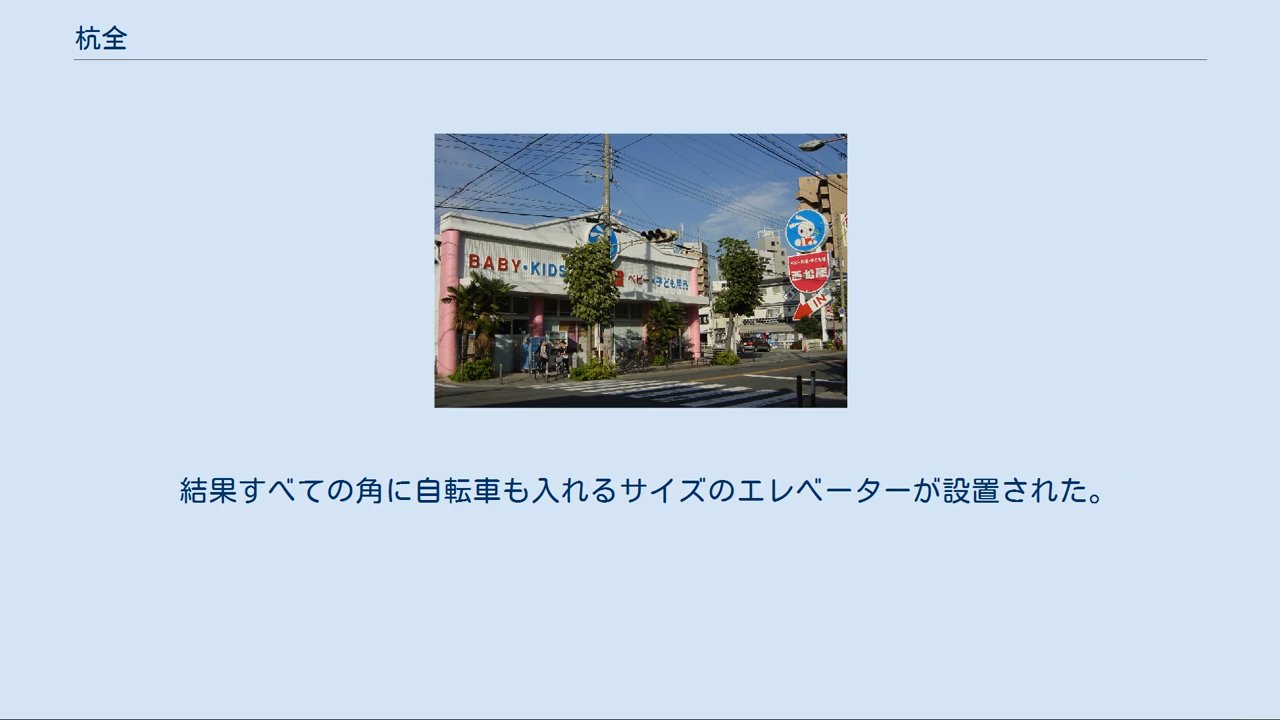 杭全
BABY・KIDS
ベビー・子ども用品
西松屋
IN
結果すべての角に自転車も入れるサイズのエレベーターが設置された。